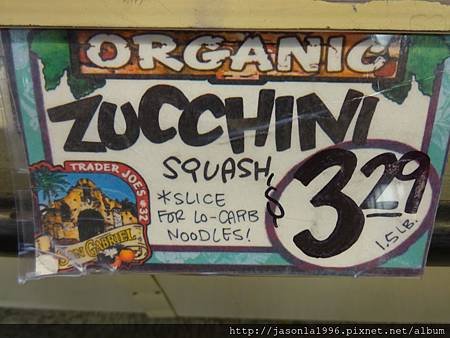 ORGANIC
ZUCCHINI
SQUASH
*SLICE
FOR LO-CARB
NOODLES!
$3.29
1.5 LB.
TRADER JOE'S #32
GABRIEL
http://jasonla1996.pixnet.net/album